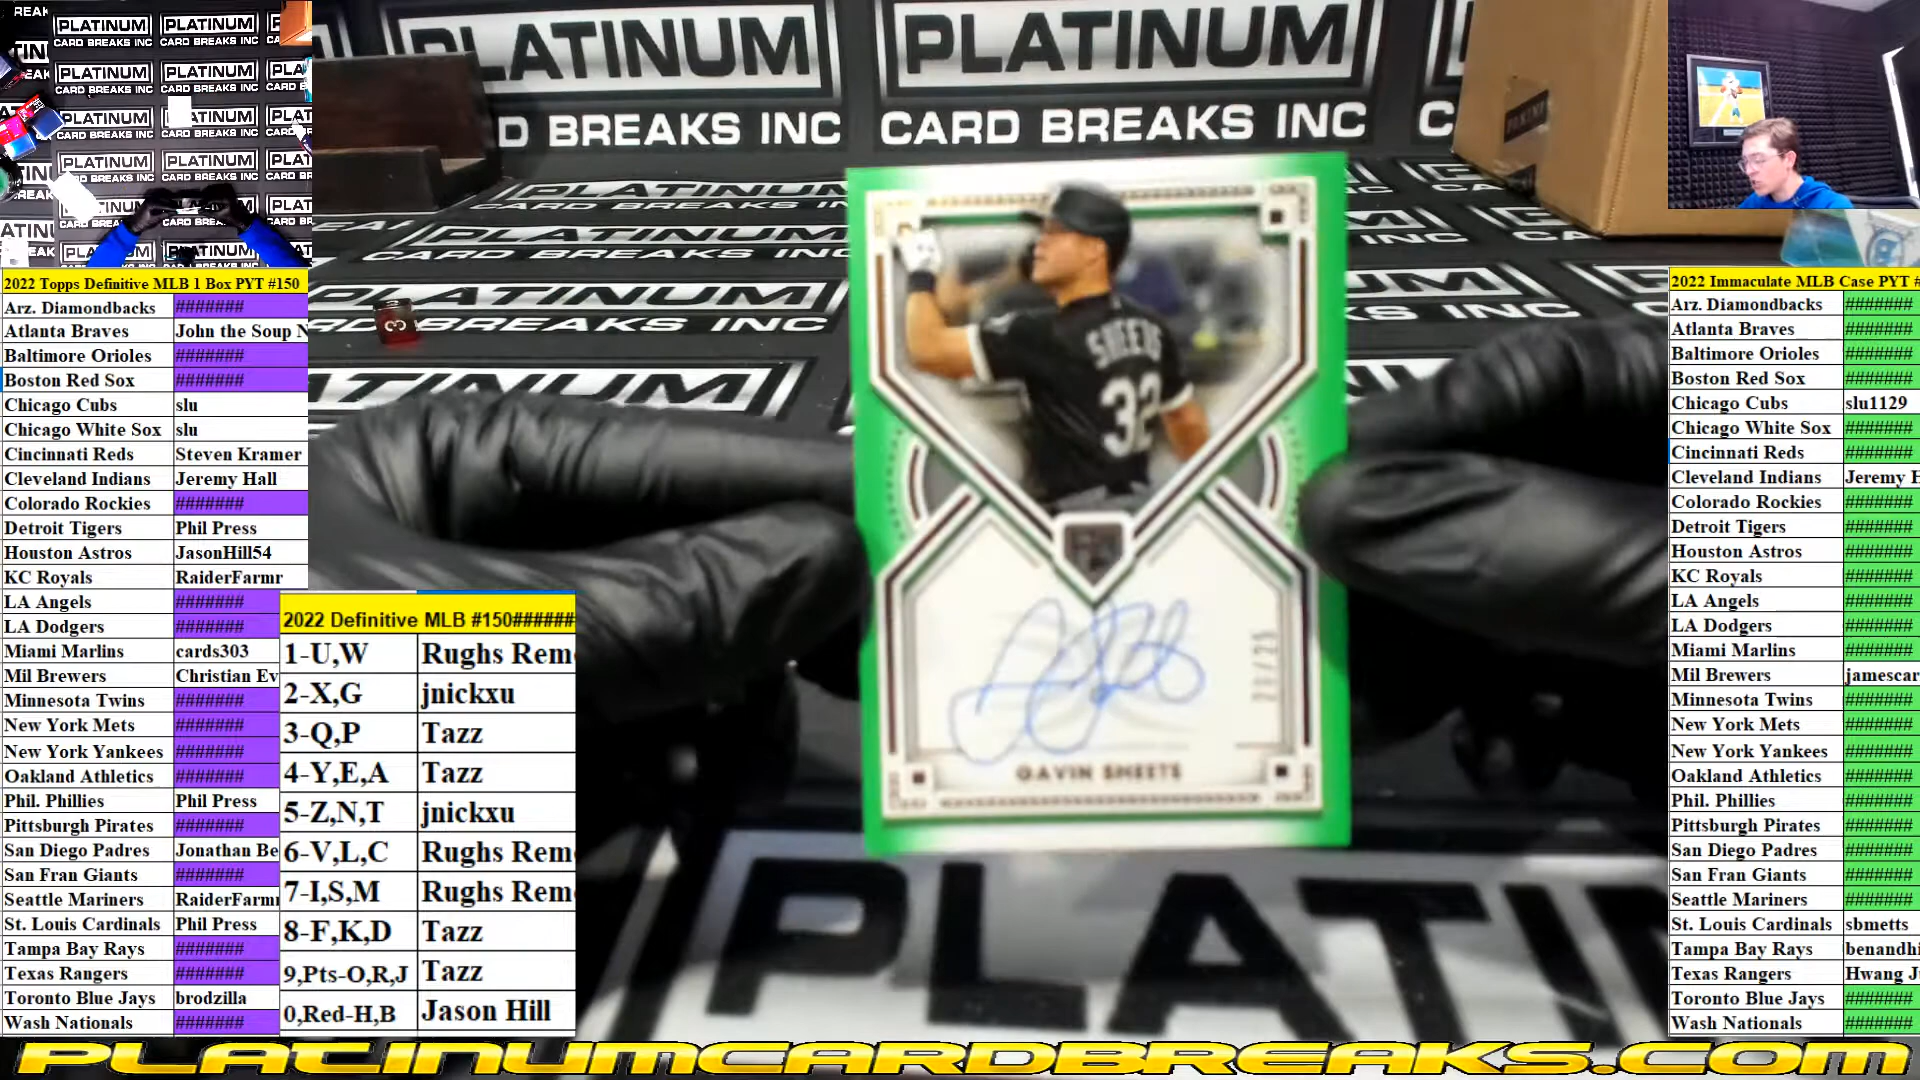 PLATINUM
CARD BREAKS INC
PLATINUM
CARD BREAKS INC
PLATINUM
CARD BREAKS INC
PANINI
SHEETS
32
GAVIN SHEETS
3
2022 Topps Definitive MLB 1 Box PYT #150
Arz. Diamondbacks #######
Atlanta Braves John the Soup N
Baltimore Orioles #######
Boston Red Sox #######
Chicago Cubs slu
Chicago White Sox slu
Cincinnati Reds Steven Kramer
Cleveland Indians Jeremy Hall
Colorado Rockies #######
Detroit Tigers Phil Press
Houston Astros JasonHill54
KC Royals RaiderFarmr
LA Angels #######
LA Dodgers #######
Miami Marlins cards303
Mil Brewers Christian Ev
Minnesota Twins #######
New York Mets #######
New York Yankees #######
Oakland Athletics #######
Phil. Phillies Phil Press
Pittsburgh Pirates #######
San Diego Padres Jonathan Be
San Fran Giants #######
Seattle Mariners RaiderFarmr
St. Louis Cardinals Phil Press
Tampa Bay Rays #######
Texas Rangers #######
Toronto Blue Jays brodzilla
Wash Nationals #######
2022 Definitive MLB #150######
1-U,W Rughs Rem
2-X,G jnickxu
3-Q,P Tazz
4-Y,E,A Tazz
5-Z,N,T jnickxu
6-V,L,C Rughs Rem
7-I,S,M Rughs Rem
8-F,K,D Tazz
9,Pts-O,R,J Tazz
0,Red-H,B Jason Hill
2022 Immaculate MLB Case PYT #
Arz. Diamondbacks #######
Atlanta Braves #######
Baltimore Orioles #######
Boston Red Sox #######
Chicago Cubs slu1129
Chicago White Sox #######
Cincinnati Reds #######
Cleveland Indians Jeremy H
Colorado Rockies #######
Detroit Tigers #######
Houston Astros #######
KC Royals #######
LA Angels #######
LA Dodgers #######
Miami Marlins #######
Mil Brewers jamescar
Minnesota Twins #######
New York Mets #######
New York Yankees #######
Oakland Athletics #######
Phil. Phillies #######
Pittsburgh Pirates #######
San Diego Padres #######
San Fran Giants #######
Seattle Mariners #######
St. Louis Cardinals sbmetts
Tampa Bay Rays benandhi
Texas Rangers Hwang J
Toronto Blue Jays #######
Wash Nationals #######
PLATINUMCARDBREAKS.COM